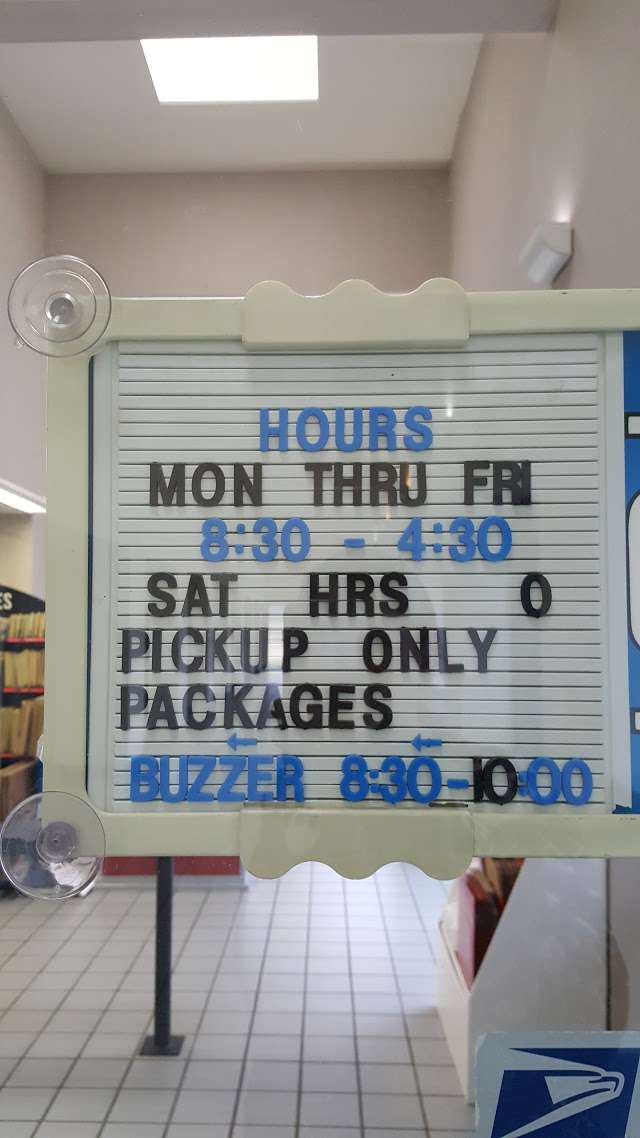 HOURS
MON THRU FRI
8:30 - 4:30
SAT HRS 0
PICKUP ONLY
PACKAGES
BUZZER 8:30-10:00
ES